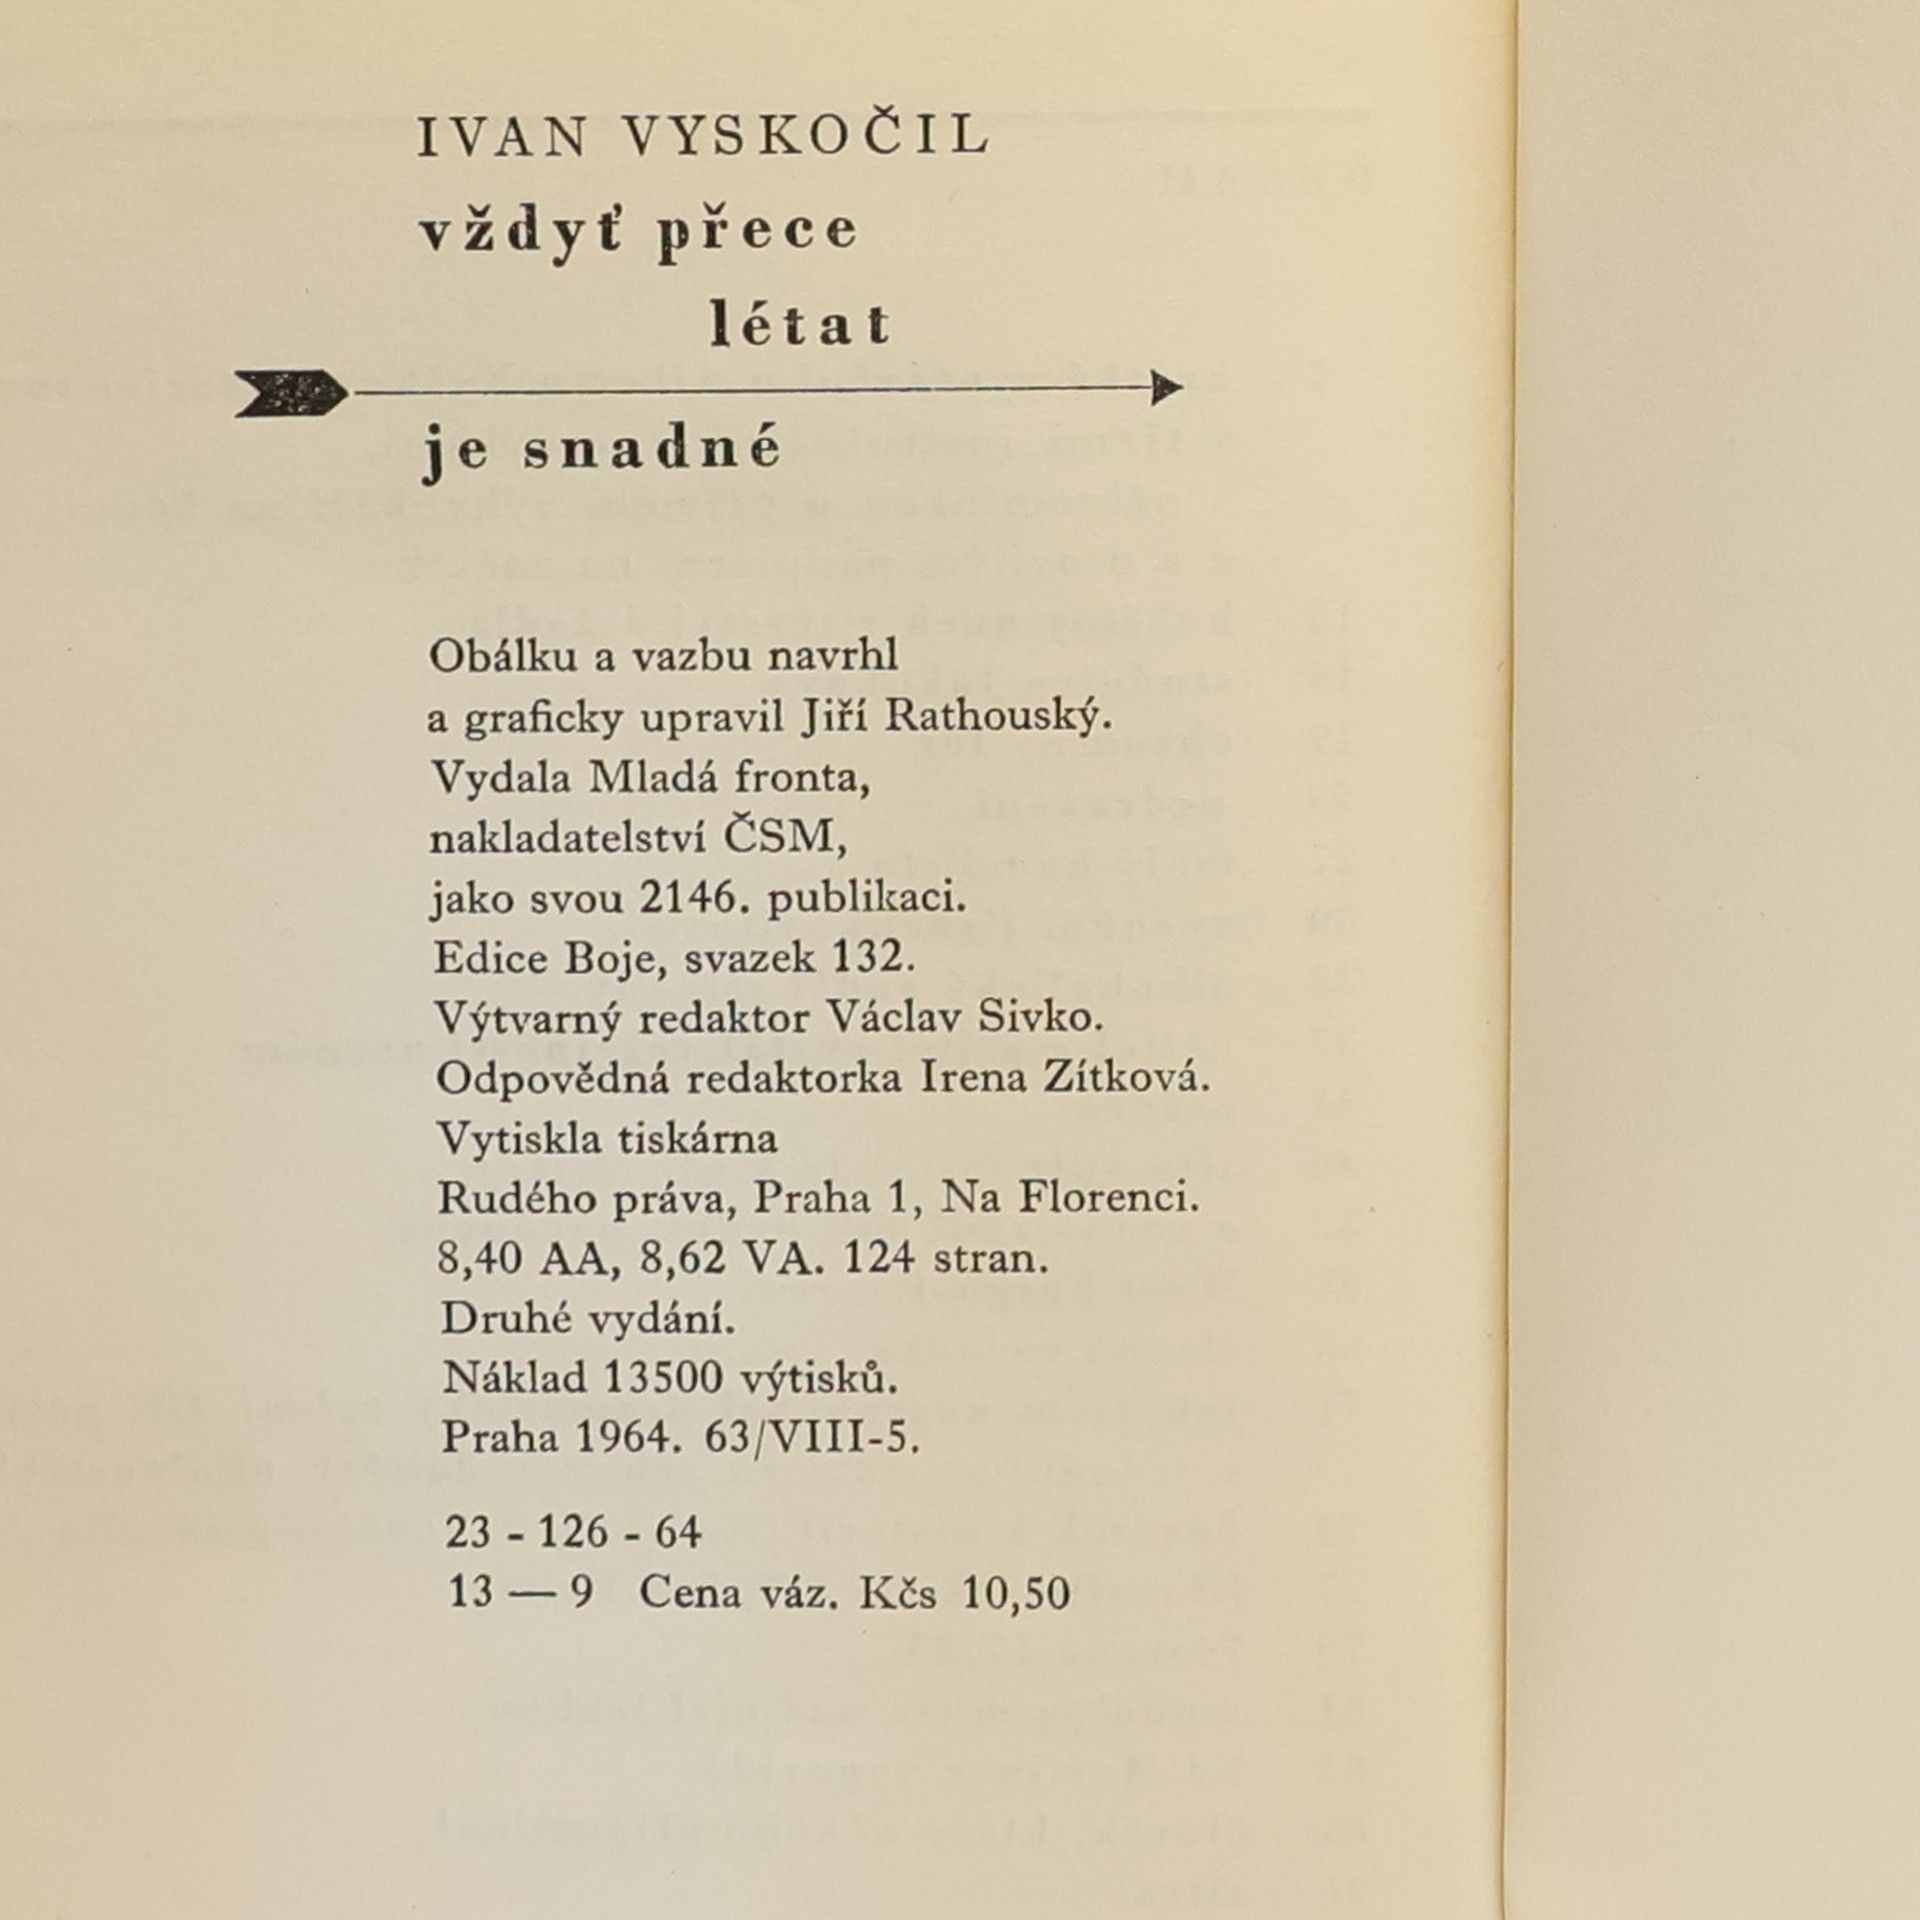 IVAN VYSKOČIL
vždyť přece
létat
je snadné
Obálku a vazbu navrhl
a graficky upravil Jiří Rathouský.
Vydala Mladá fronta,
nakladatelství ČSM,
jako svou 2146. publikaci.
Edice Boje, svazek 132.
Výtvarný redaktor Václav Sivko.
Odpovědná redaktorka Irena Zítková.
Vytiskla tiskárna
Rudého práva, Praha 1, Na Florenci.
8,40 AA, 8,62 VA. 124 stran.
Druhé vydání.
Náklad 13500 výtisků.
Praha 1964. 63/VIII-5.
23 - 126 - 64
13 — 9 Cena váz. Kčs 10,50